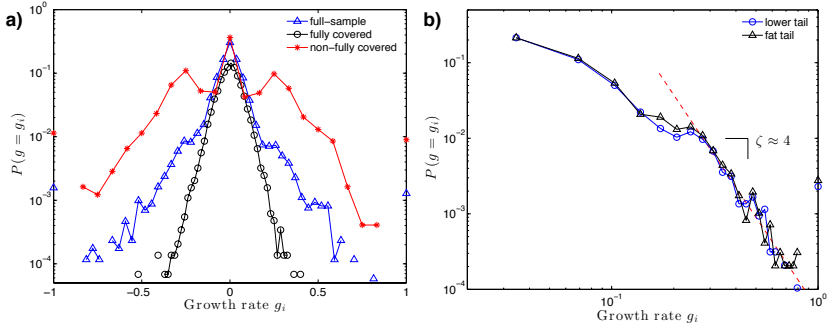 a)
full-sample
fully covered
non-fully covered
10^0
10^-1
10^-2
10^-3
10^-4
P(g = g_i)
-1
-0.5
0
0.5
1
Growth rate g_i
b)
lower tail
fat tail
ζ ≈ 4
10^-1
10^-2
10^-3
10^-4
P(g = g_i)
10^-1
10^0
Growth rate g_i